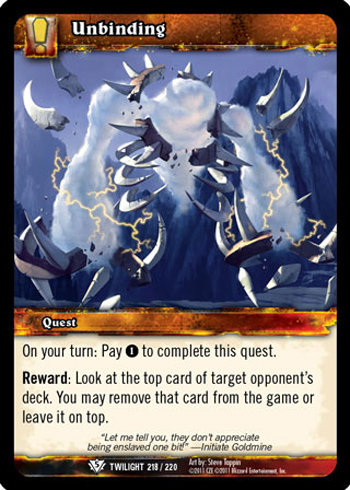 Unbinding
Quest
On your turn: Pay 1 to complete this quest.
Reward: Look at the top card of target opponent's
deck. You may remove that card from the game or
leave it on top.
"Let me tell you, they don't appreciate
being enslaved one bit!" —Initiate Goldmine
TWILIGHT 218 / 220
Art by: Steve Tappin
©2011 CZE ©2011 Blizzard Entertainment, Inc.